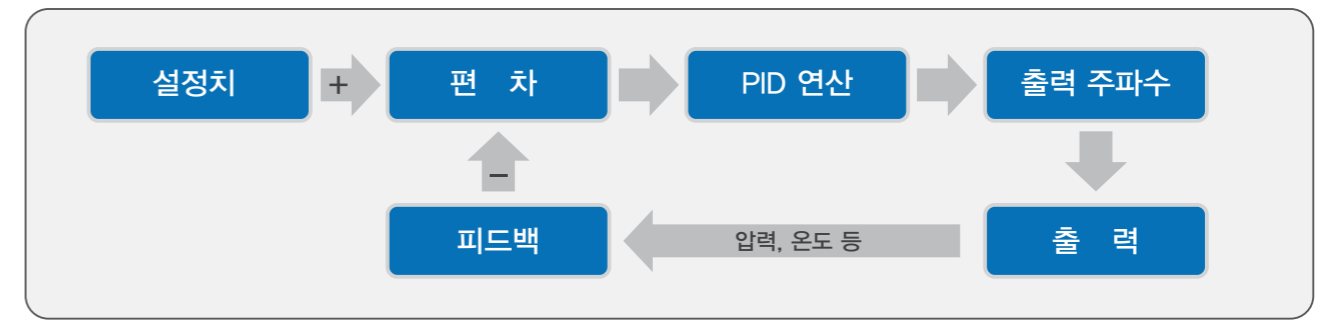 설정치
+
편 차
PID 연산
출력 주파수
−
피드백
압력, 온도 등
출 력